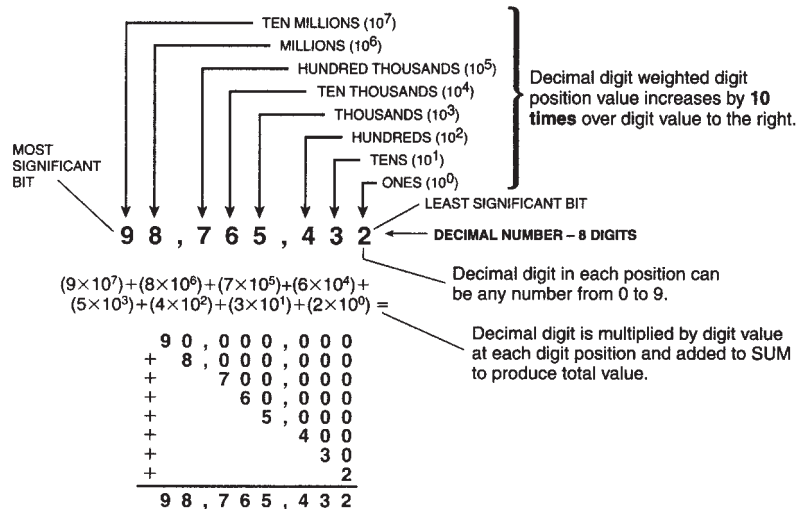 TEN MILLIONS (10⁷)
MILLIONS (10⁶)
HUNDRED THOUSANDS (10⁵)
TEN THOUSANDS (10⁴)
THOUSANDS (10³)
HUNDREDS (10²)
TENS (10¹)
ONES (10⁰)
Decimal digit weighted digit
position value increases by 10
times over digit value to the right.
MOST
SIGNIFICANT
BIT
LEAST SIGNIFICANT BIT
9 8 , 7 6 5 , 4 3 2
DECIMAL NUMBER – 8 DIGITS
Decimal digit in each position can
be any number from 0 to 9.
(9×10⁷)+(8×10⁶)+(7×10⁵)+(6×10⁴)+
(5×10³)+(4×10²)+(3×10¹)+(2×10⁰) =
Decimal digit is multiplied by digit value
at each digit position and added to SUM
to produce total value.
9 0 , 0 0 0 , 0 0 0
+ 8 , 0 0 0 , 0 0 0
+ 7 0 0 , 0 0 0
+ 6 0 , 0 0 0
+ 5 , 0 0 0
+ 4 0 0
+ 3 0
+ 2
9 8 , 7 6 5 , 4 3 2